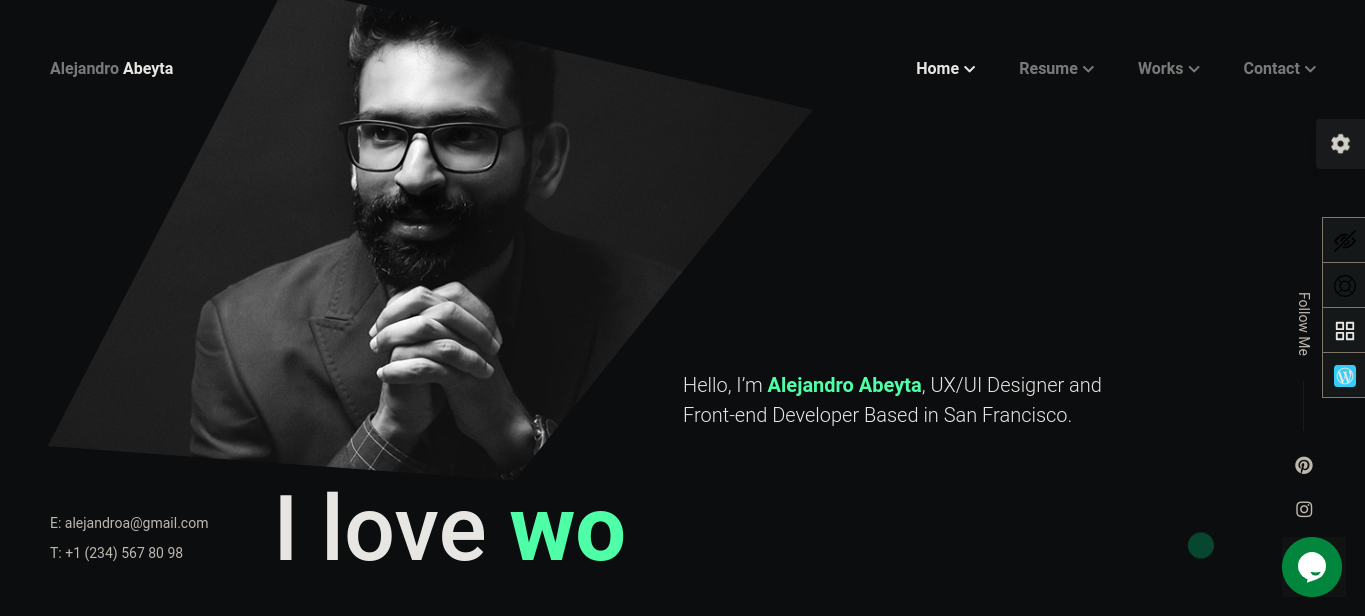 Alejandro Abeyta
Home
Resume
Works
Contact
Follow Me
Hello, I’m Alejandro Abeyta, UX/UI Designer and
Front-end Developer Based in San Francisco.
I love wo
E: alejandroa@gmail.com
T: +1 (234) 567 80 98